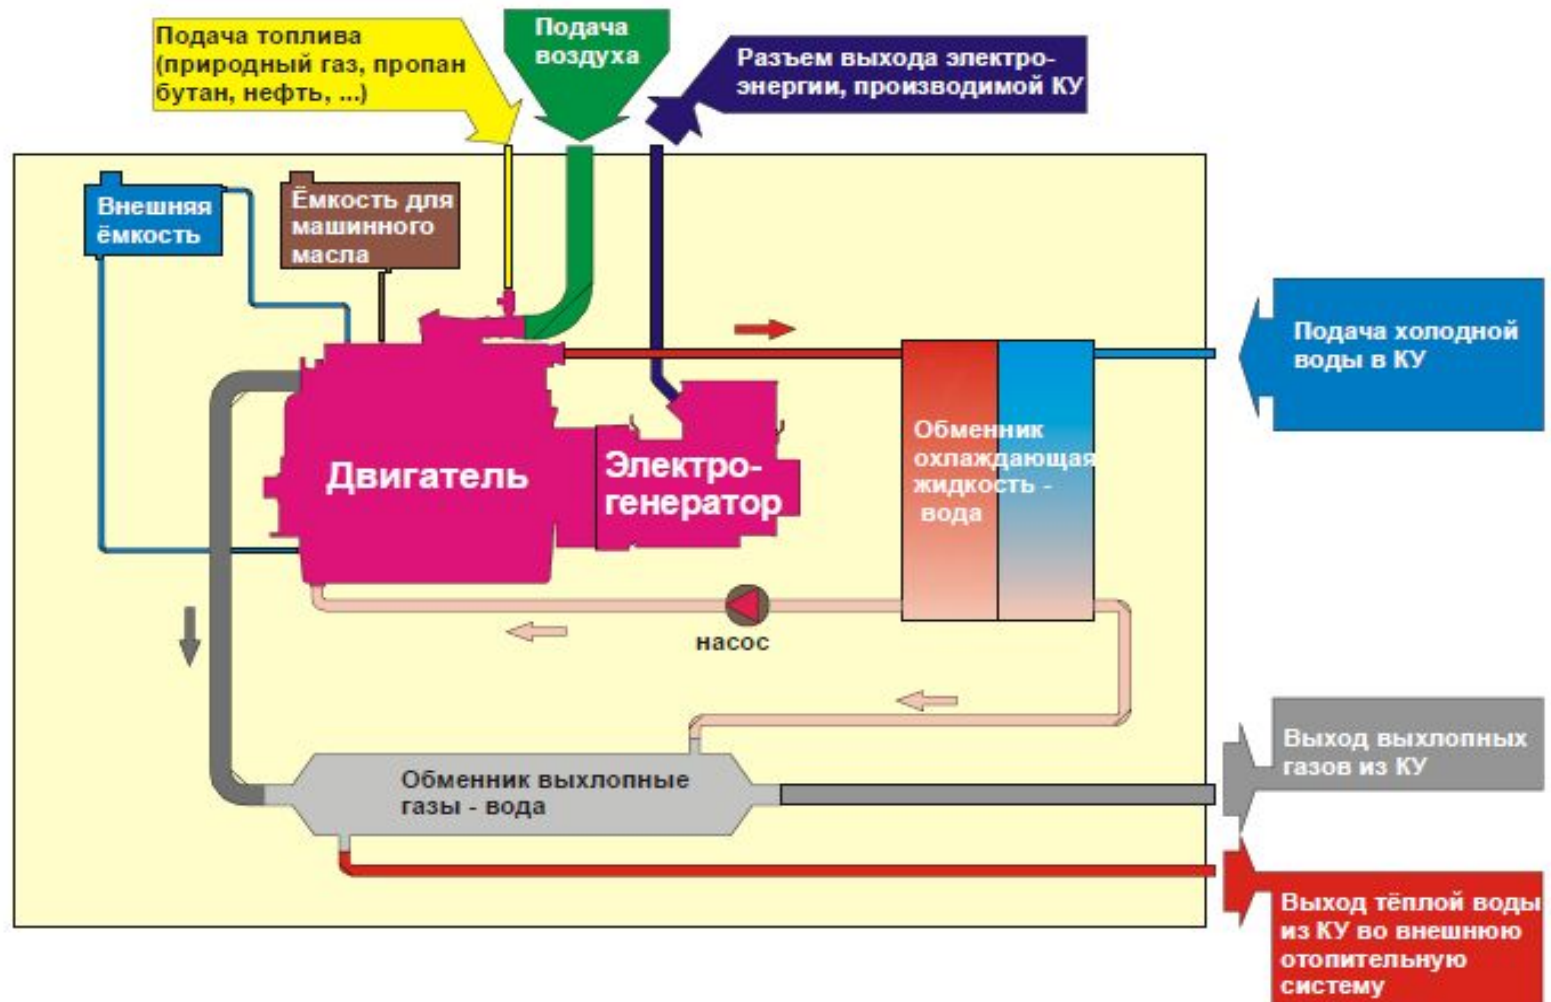 Подача топлива
(природный газ, пропан
бутан, нефть, ...)
Подача
воздуха
Разъем выхода электро-
энергии, производимой КУ
Внешняя
ёмкость
Ёмкость для
машинного
масла
Подача холодной
воды в КУ
Двигатель
Электро-
генератор
Обменник
охлаждающая
жидкость -
вода
насос
Обменник выхлопные
газы - вода
Выход выхлопных
газов из КУ
Выход тёплой воды
из КУ во внешнюю
отопительную
систему